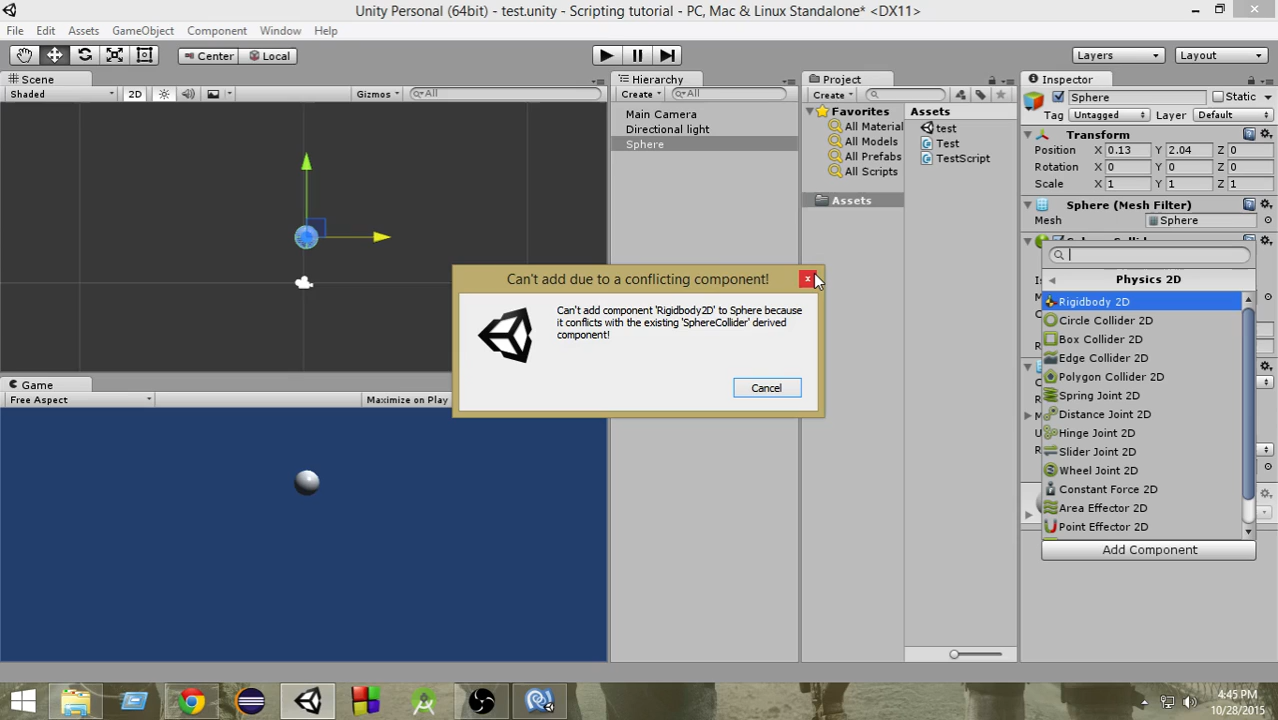 Unity Personal (64bit) - test.unity - Scripting tutorial - PC, Mac & Linux Standalone* <DX11>
File Edit Assets GameObject Component Window Help
Center Local Layers Layout
Scene
Shaded 2D Gizmos All
Hierarchy
Create All
Main Camera
Directional light
Sphere
Project
Create
Favorites
All Material
All Models
All Prefabs
All Scripts
Assets
Assets
test
Test
TestScript
Inspector
Sphere Static
Tag Untagged Layer Default
Transform
Position X 0.13 Y 2.04 Z 0
Rotation X 0 Y 0 Z 0
Scale X 1 Y 1 Z 1
Sphere (Mesh Filter)
Mesh Sphere
Physics 2D
Rigidbody 2D
Circle Collider 2D
Box Collider 2D
Edge Collider 2D
Polygon Collider 2D
Spring Joint 2D
Distance Joint 2D
Hinge Joint 2D
Slider Joint 2D
Wheel Joint 2D
Constant Force 2D
Area Effector 2D
Point Effector 2D
Add Component
Can't add due to a conflicting component!
Can't add component 'Rigidbody2D' to Sphere because
it conflicts with the existing 'SphereCollider' derived
component!
Cancel
Game
Free Aspect Maximize on Play
4:45 PM
10/28/2015